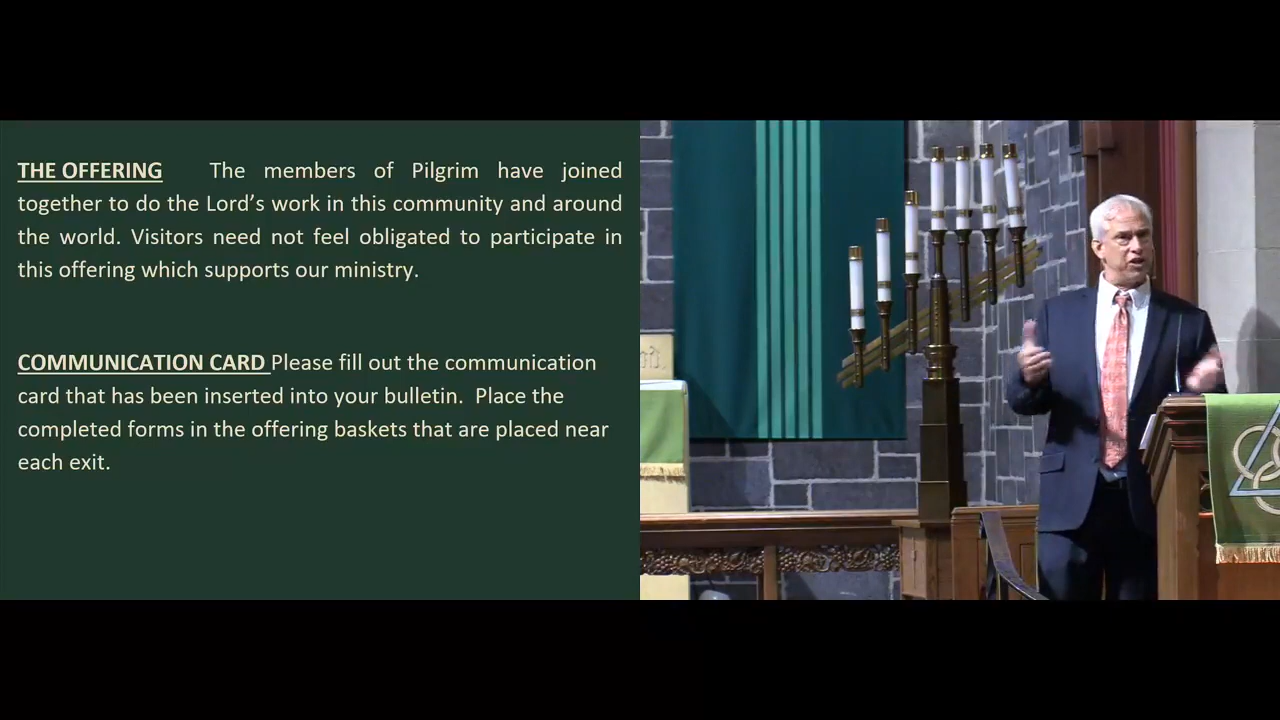 THE OFFERING The members of Pilgrim have joined
together to do the Lord’s work in this community and around
the world. Visitors need not feel obligated to participate in
this offering which supports our ministry.
COMMUNICATION CARD Please fill out the communication
card that has been inserted into your bulletin. Place the
completed forms in the offering baskets that are placed near
each exit.